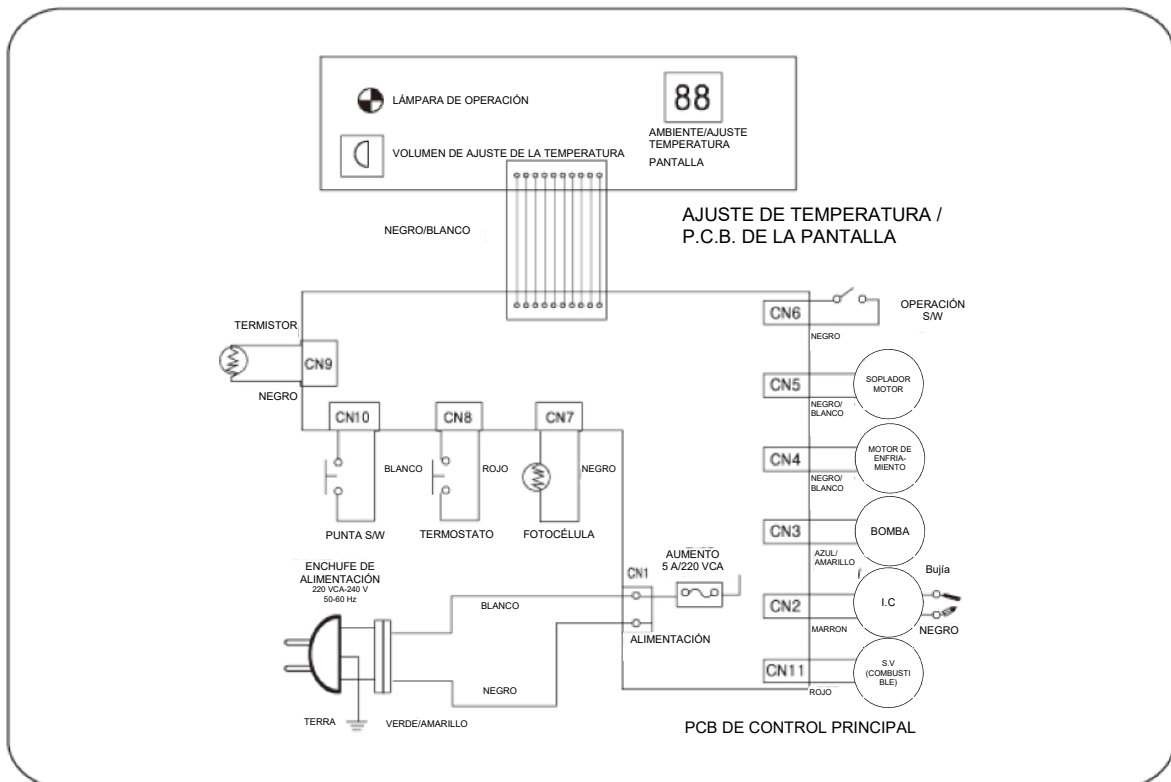 LÁMPARA DE OPERACIÓN
88
VOLUMEN DE AJUSTE DE LA TEMPERATURA
AMBIENTE/AJUSTE
TEMPERATURA
PANTALLA
AJUSTE DE TEMPERATURA /
P.C.B. DE LA PANTALLA
NEGRO/BLANCO
TERMISTOR
CN9
NEGRO
CN10
BLANCO
PUNTA S/W
CN8
ROJO
TERMOSTATO
CN7
NEGRO
FOTOCÉLULA
CN6
NEGRO
OPERACIÓN
S/W
CN5
NEGRO/
BLANCO
SOPLADOR
MOTOR
CN4
NEGRO/
BLANCO
MOTOR DE
ENFRIA-
MIENTO
CN3
AZUL/
AMARILLO
BOMBA
CN2
MARRON
I.C
Bujía
NEGRO
CN11
ROJO
S.V
(COMBUSTI
BLE)
ENCHUFE DE
ALIMENTACIÓN
220 VCA-240 V
50-60 Hz
BLANCO
CN1
AUMENTO
5 A/220 VCA
ALIMENTACIÓN
NEGRO
TERRA
VERDE/AMARILLO
PCB DE CONTROL PRINCIPAL